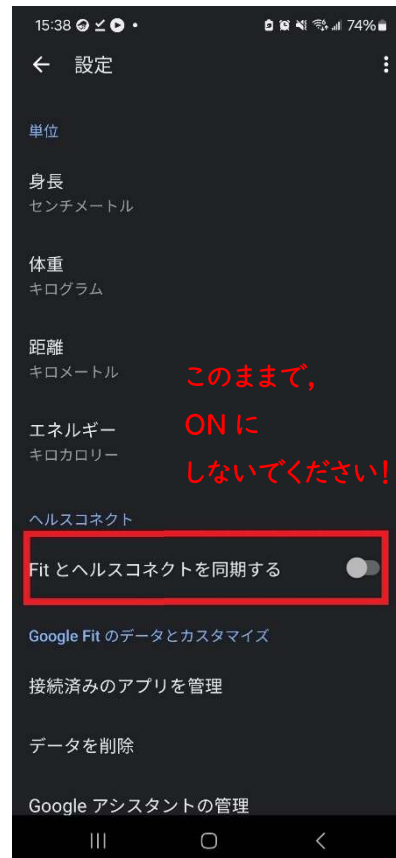 15:38
74%
設定
単位
身長
センチメートル
体重
キログラム
距離
キロメートル
このままで,
ONに
しないでください!
エネルギー
キロカロリー
ヘルスコネクト
Fit とヘルスコネクトを同期する
Google Fit のデータとカスタマイズ
接続済みのアプリを管理
データを削除
Google アシスタントの管理